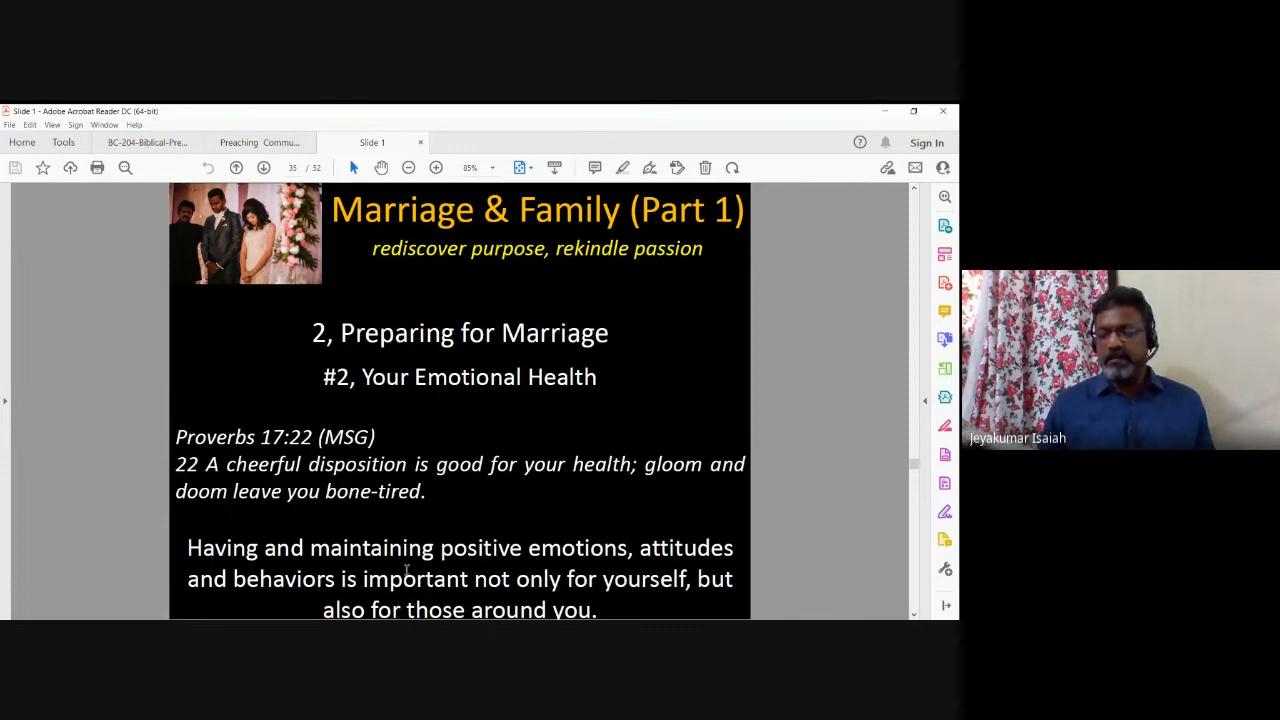 Slide 1 - Adobe Acrobat Reader DC (64-bit)
File Edit View Sign Window Help
Home Tools BC-204-Biblical-Pre... Preaching Commu... Slide 1 Sign In
35 / 52 85%
Marriage & Family (Part 1)
rediscover purpose, rekindle passion
2, Preparing for Marriage
#2, Your Emotional Health
Proverbs 17:22 (MSG)
22 A cheerful disposition is good for your health; gloom and
doom leave you bone-tired.
Having and maintaining positive emotions, attitudes
and behaviors is important not only for yourself, but
also for those around you.
Jeyakumar Isaiah